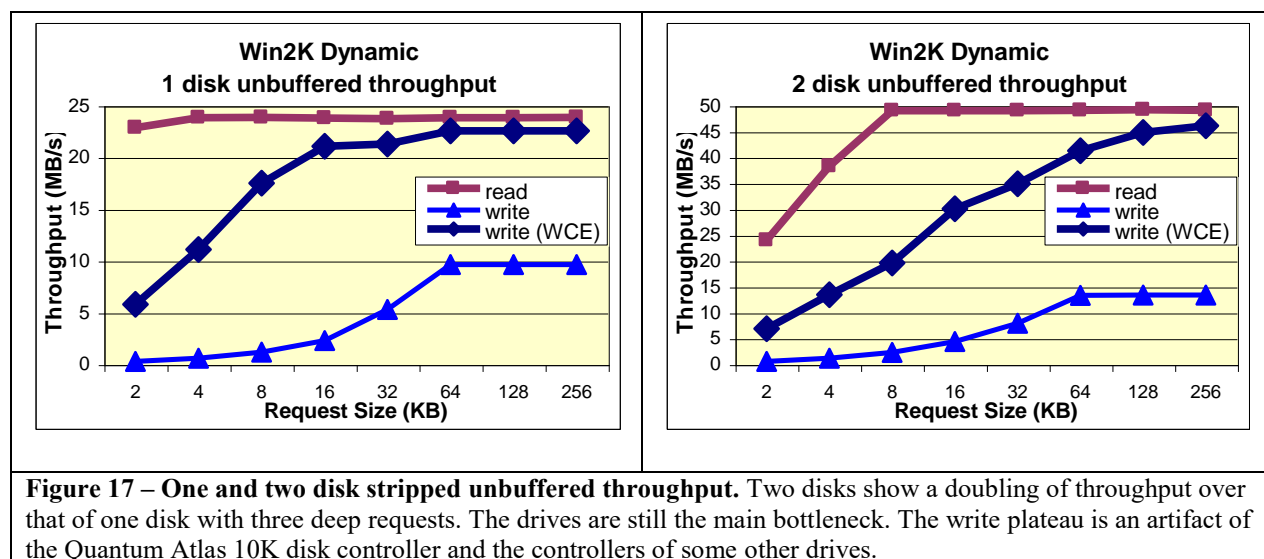 Win2K Dynamic
1 disk unbuffered throughput
Throughput (MB/s)
25
20
15
10
5
0
read
write
write (WCE)
2 4 8 16 32 64 128 256
Request Size (KB)
Win2K Dynamic
2 disk unbuffered throughput
Throughput (MB/s)
50
45
40
35
30
25
20
15
10
5
0
read
write
write (WCE)
2 4 8 16 32 64 128 256
Request Size (KB)
Figure 17 – One and two disk stripped unbuffered throughput. Two disks show a doubling of throughput over
that of one disk with three deep requests. The drives are still the main bottleneck. The write plateau is an artifact of
the Quantum Atlas 10K disk controller and the controllers of some other drives.